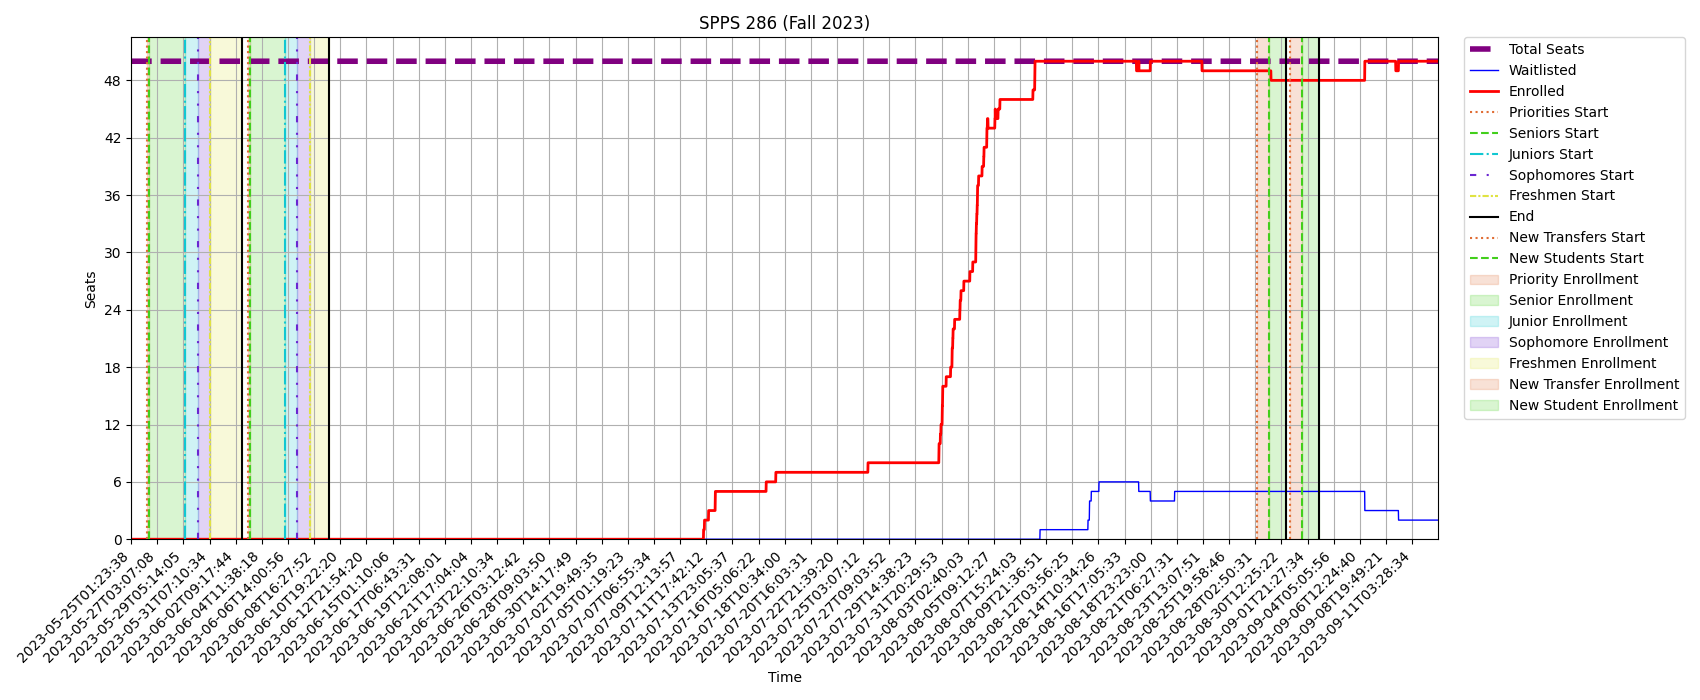 SPPS 286 (Fall 2023)
Seats
48
42
36
30
24
18
12
6
0
2023-05-25T01:23:38
2023-05-27T03:07:08
2023-05-29T05:14:05
2023-05-31T07:10:34
2023-06-02T09:17:44
2023-06-04T11:38:18
2023-06-06T14:00:56
2023-06-08T16:27:52
2023-06-10T19:22:20
2023-06-12T21:54:20
2023-06-15T01:10:06
2023-06-17T06:43:31
2023-06-19T12:08:01
2023-06-21T17:04:04
2023-06-23T22:10:34
2023-06-26T03:12:42
2023-06-28T09:03:50
2023-06-30T14:17:49
2023-07-02T19:49:35
2023-07-05T01:19:23
2023-07-07T06:55:34
2023-07-09T12:13:57
2023-07-11T17:42:12
2023-07-13T23:05:37
2023-07-16T05:06:22
2023-07-18T10:34:00
2023-07-20T16:03:31
2023-07-22T21:39:20
2023-07-25T03:07:12
2023-07-27T09:03:52
2023-07-29T14:38:23
2023-07-31T20:29:53
2023-08-03T02:40:03
2023-08-05T09:12:27
2023-08-07T15:24:03
2023-08-09T21:36:51
2023-08-12T03:56:23
2023-08-14T10:34:26
2023-08-16T17:05:33
2023-08-18T23:23:00
2023-08-21T06:27:31
2023-08-23T13:07:51
2023-08-25T19:58:46
2023-08-28T02:50:31
2023-08-30T12:25:22
2023-09-01T21:27:34
2023-09-04T05:05:56
2023-09-06T12:24:40
2023-09-08T19:49:21
2023-09-11T03:28:34
Time
Total Seats
Waitlisted
Enrolled
Priorities Start
Seniors Start
Juniors Start
Sophomores Start
Freshmen Start
End
New Transfers Start
New Students Start
Priority Enrollment
Senior Enrollment
Junior Enrollment
Sophomore Enrollment
Freshmen Enrollment
New Transfer Enrollment
New Student Enrollment